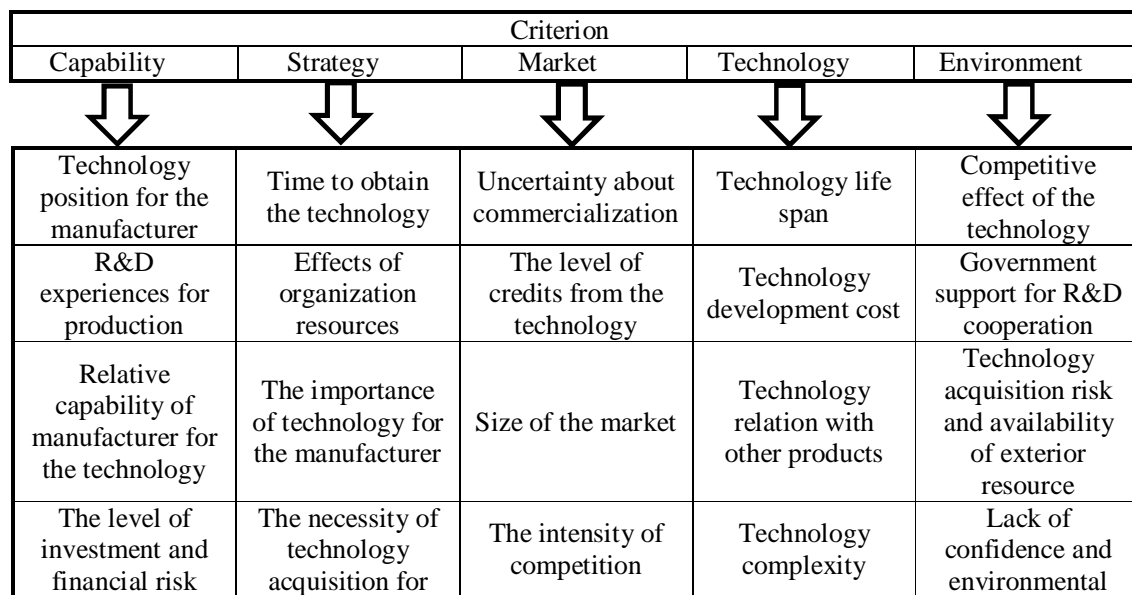 Criterion
Capability Strategy Market Technology Environment
Technology
position for the
manufacturer
Time to obtain
the technology
Uncertainty about
commercialization
Technology life
span
Competitive
effect of the
technology
R&D
experiences for
production
Effects of
organization
resources
The level of
credits from the
technology
Technology
development cost
Government
support for R&D
cooperation
Relative
capability of
manufacturer for
the technology
The importance
of technology for
the manufacturer
Size of the market
Technology
relation with
other products
Technology
acquisition risk
and availability
of exterior
resource
The level of
investment and
financial risk
The necessity of
technology
acquisition for
The intensity of
competition
Technology
complexity
Lack of
confidence and
environmental